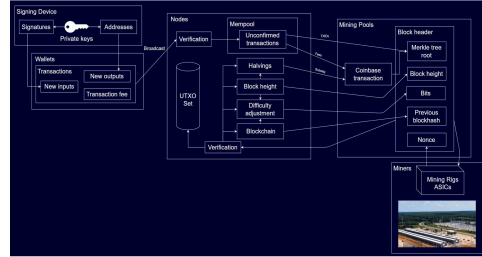 Signing Device
Signatures
Addresses
Private keys
Wallets
Transactions
New outputs
New inputs
Transaction fee
Broadcast
Nodes
Verification
Mempool
Unconfirmed
transactions
UTXO
Set
Halvings
Block height
Difficulty
adjustment
Blockchain
Verification
TXIDs
Fees
Mining Pools
Coinbase
transaction
Block header
Merkle tree
root
Block height
Bits
Previous
blockhash
Nonce
Miners
Mining Rigs
ASICs